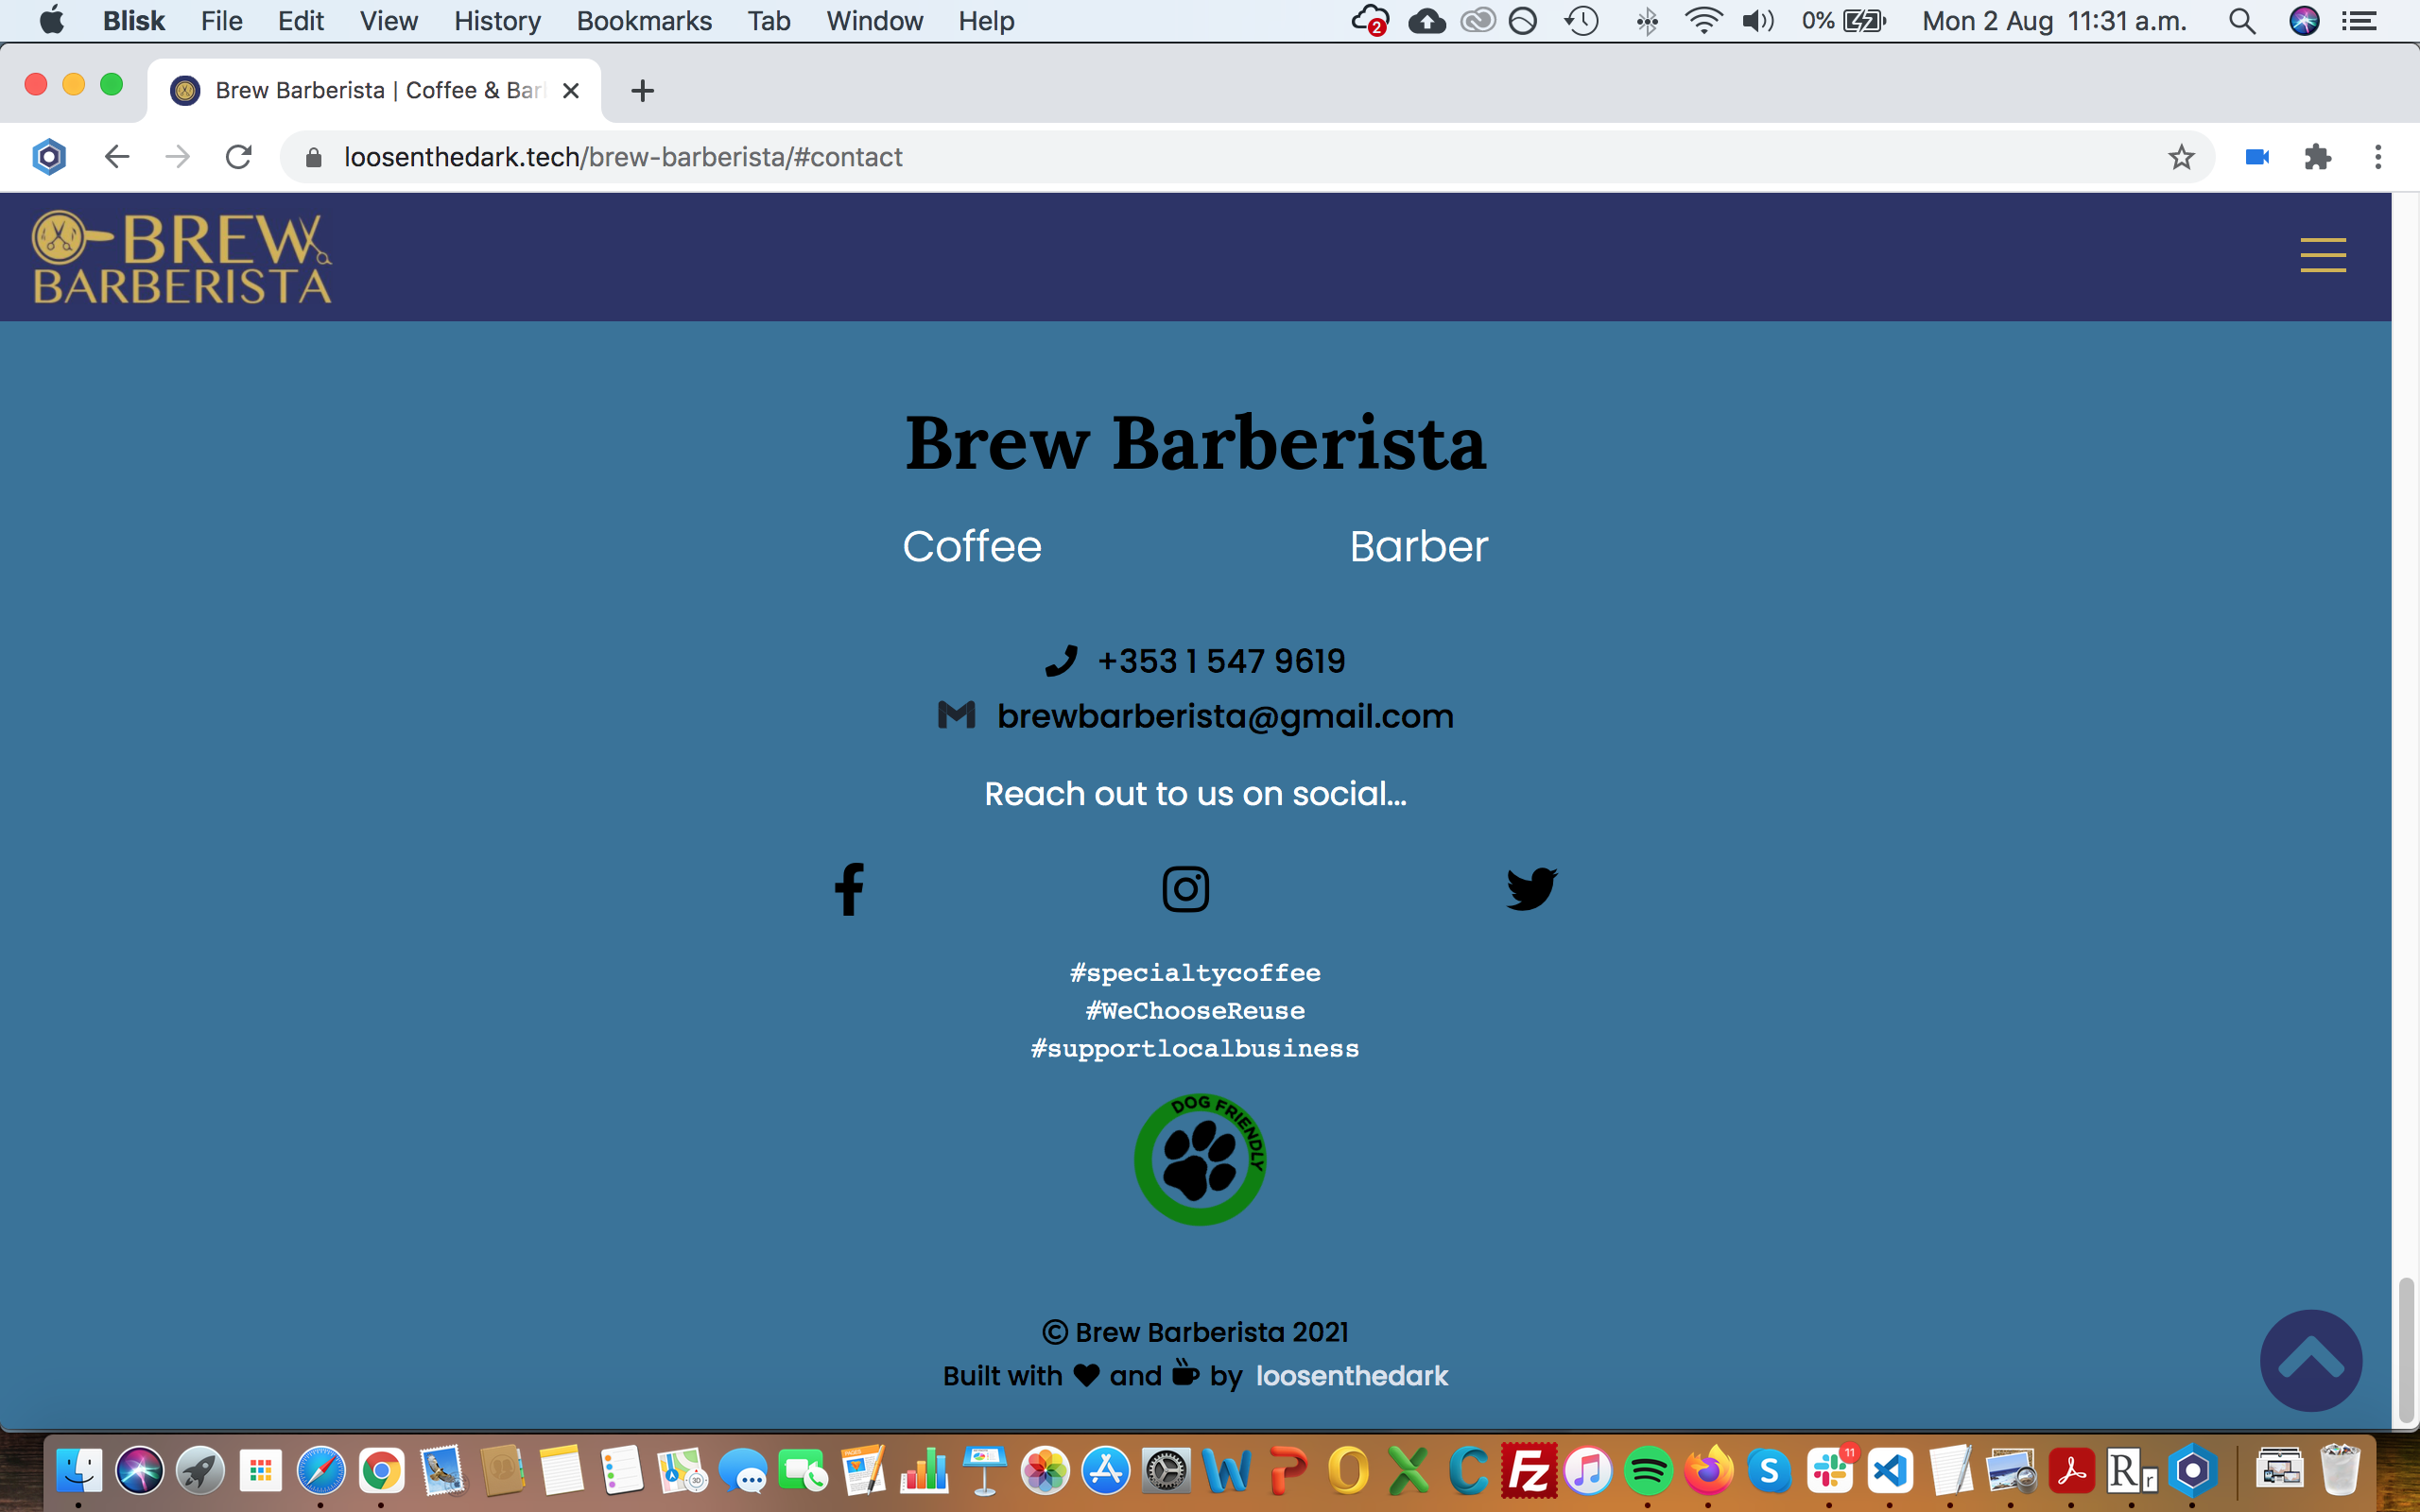 Blisk File Edit View History Bookmarks Tab Window Help 2 0% Mon 2 Aug 11:31 a.m.
Brew Barberista | Coffee & Bar
loosenthedark.tech/brew-barberista/#contact
BREW
BARBERISTA
Brew Barberista
Coffee Barber
+353 1 547 9619
brewbarberista@gmail.com
Reach out to us on social...
#specialtycoffee
#WeChooseReuse
#supportlocalbusiness
DOG FRIENDLY
© Brew Barberista 2021
Built with and by loosenthedark
11